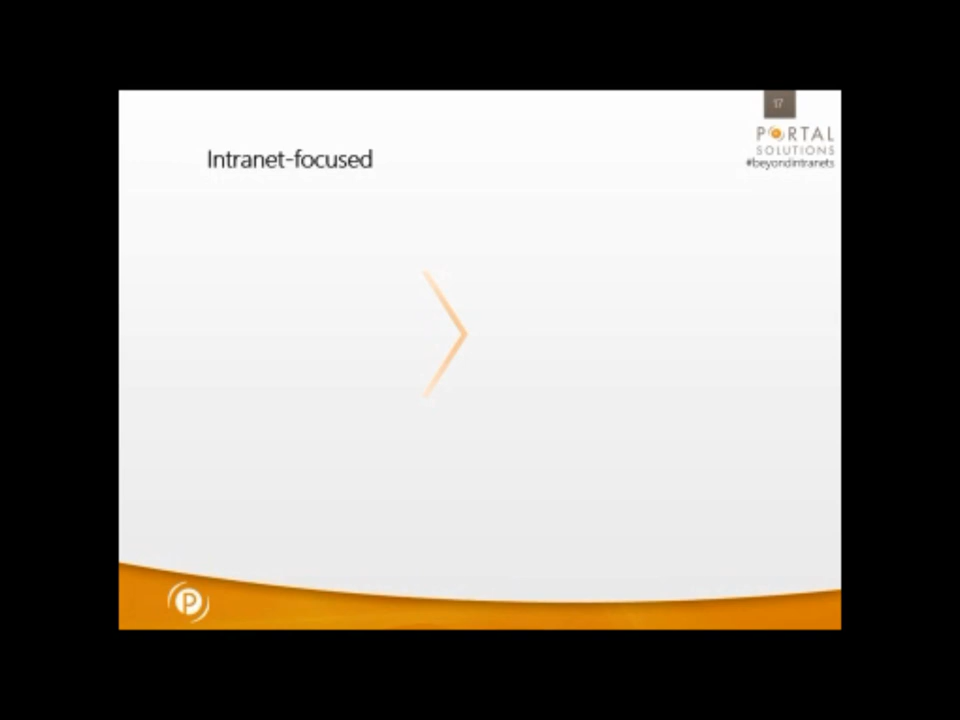 17
PORTAL
SOLUTIONS
#beyondintranets
Intranet-focused
P